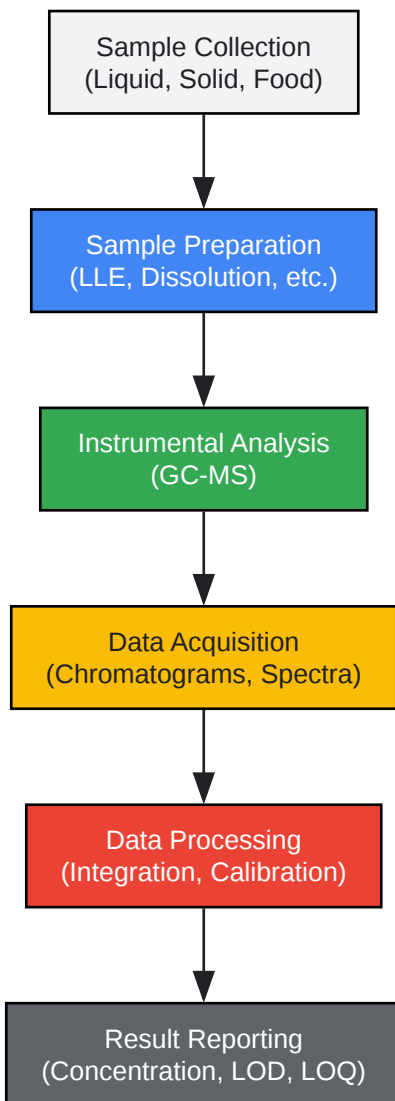 Sample Collection
(Liquid, Solid, Food)
Sample Preparation
(LLE, Dissolution, etc.)
Instrumental Analysis
(GC-MS)
Data Acquisition
(Chromatograms, Spectra)
Data Processing
(Integration, Calibration)
Result Reporting
(Concentration, LOD, LOQ)